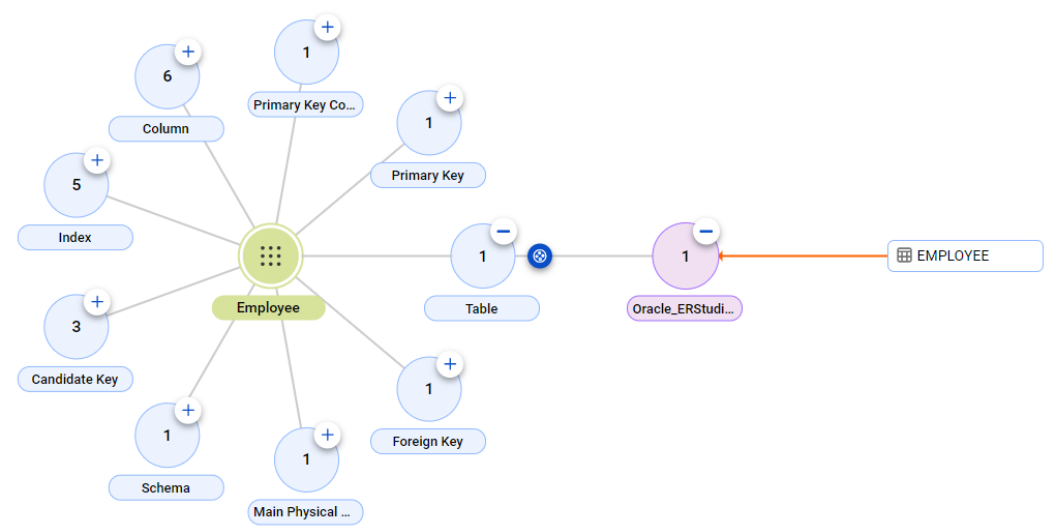 1
Primary Key Co...
6
Column
1
Primary Key
5
Index
Employee
1
Table
1
Oracle_ERStudi...
EMPLOYEE
3
Candidate Key
1
Foreign Key
1
Schema
1
Main Physical ...